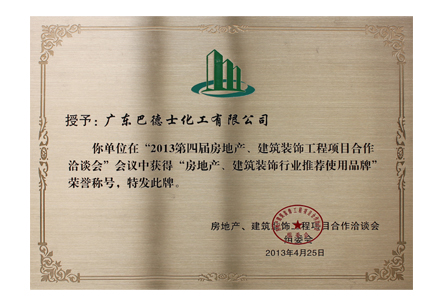 授予：广东巴德士化工有限公司
你单位在“2013第四届房地产、建筑装饰工程项目合作
洽谈会”会议中获得“房地产、建筑装饰行业推荐使用品牌”
荣誉称号，特发此牌。
房地产、建筑装饰工程项目合作洽谈会
组委会
2013年4月25日